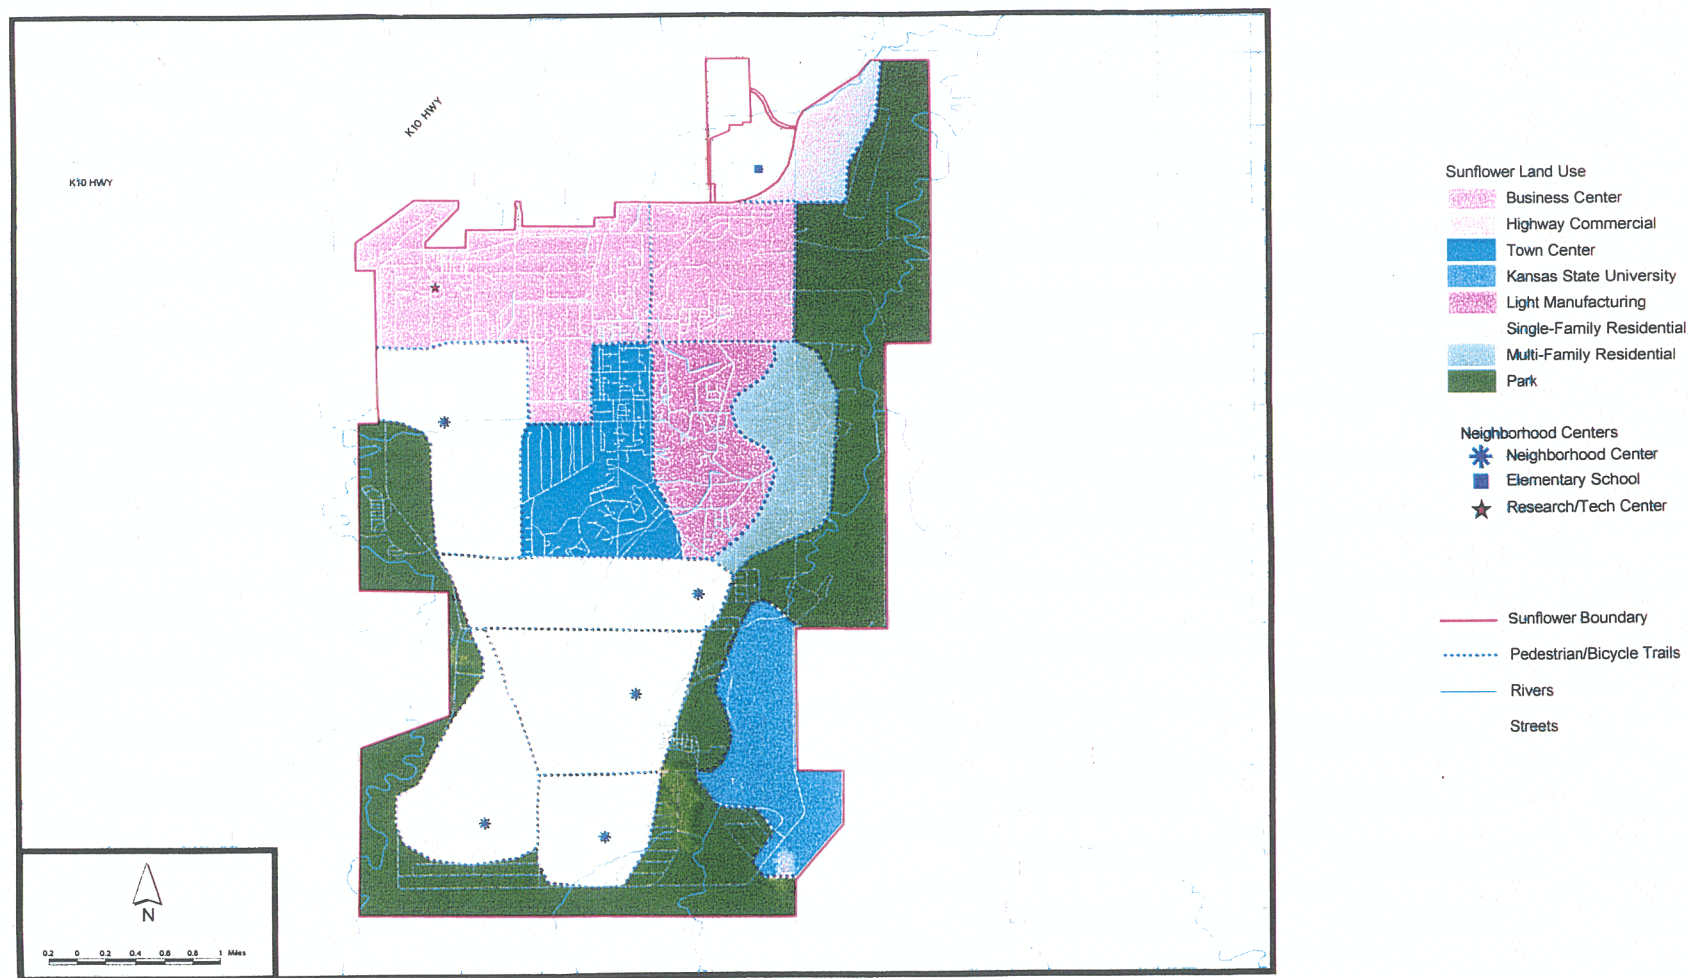 K10 HWY
K10 HWY
Sunflower Land Use
Business Center
Highway Commercial
Town Center
Kansas State University
Light Manufacturing
Single-Family Residential
Multi-Family Residential
Park
Neighborhood Centers
Neighborhood Center
Elementary School
Research/Tech Center
Sunflower Boundary
Pedestrian/Bicycle Trails
Rivers
Streets
N
0.2 0 0.2 0.4 0.6 0.8 1 Miles